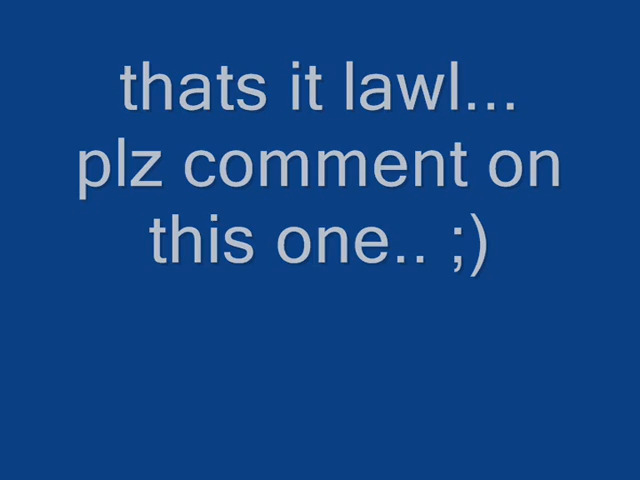 thats it lawl...
plz comment on
this one.. ;)